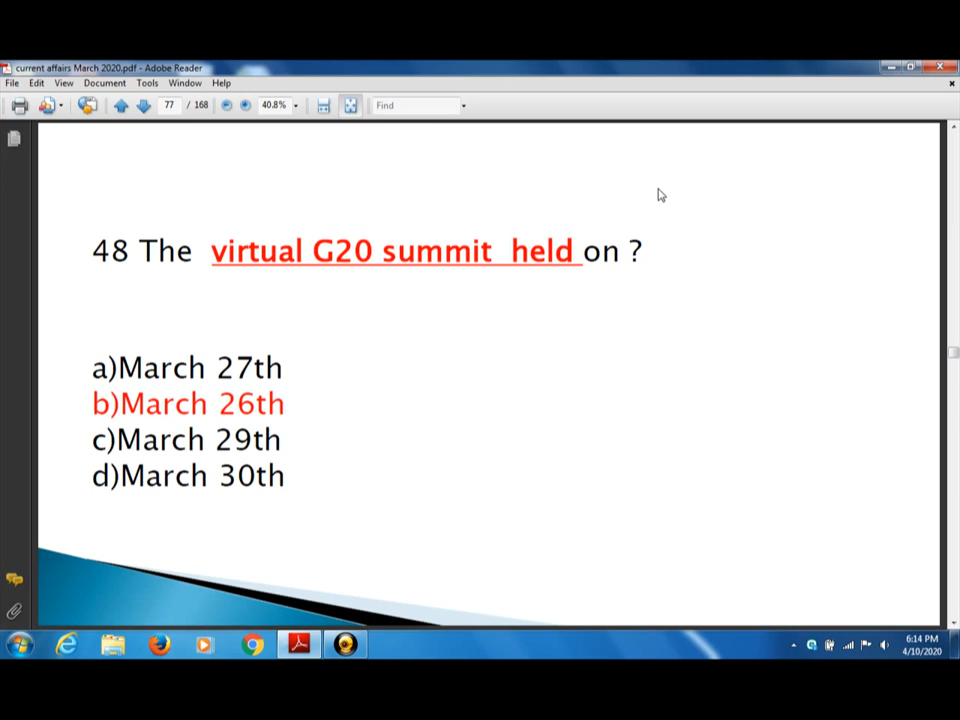 current affairs March 2020.pdf - Adobe Reader
File Edit View Document Tools Window Help
77 / 168 40.8% Find
48 The virtual G20 summit held on ?
a)March 27th
b)March 26th
c)March 29th
d)March 30th
6:14 PM
4/10/2020